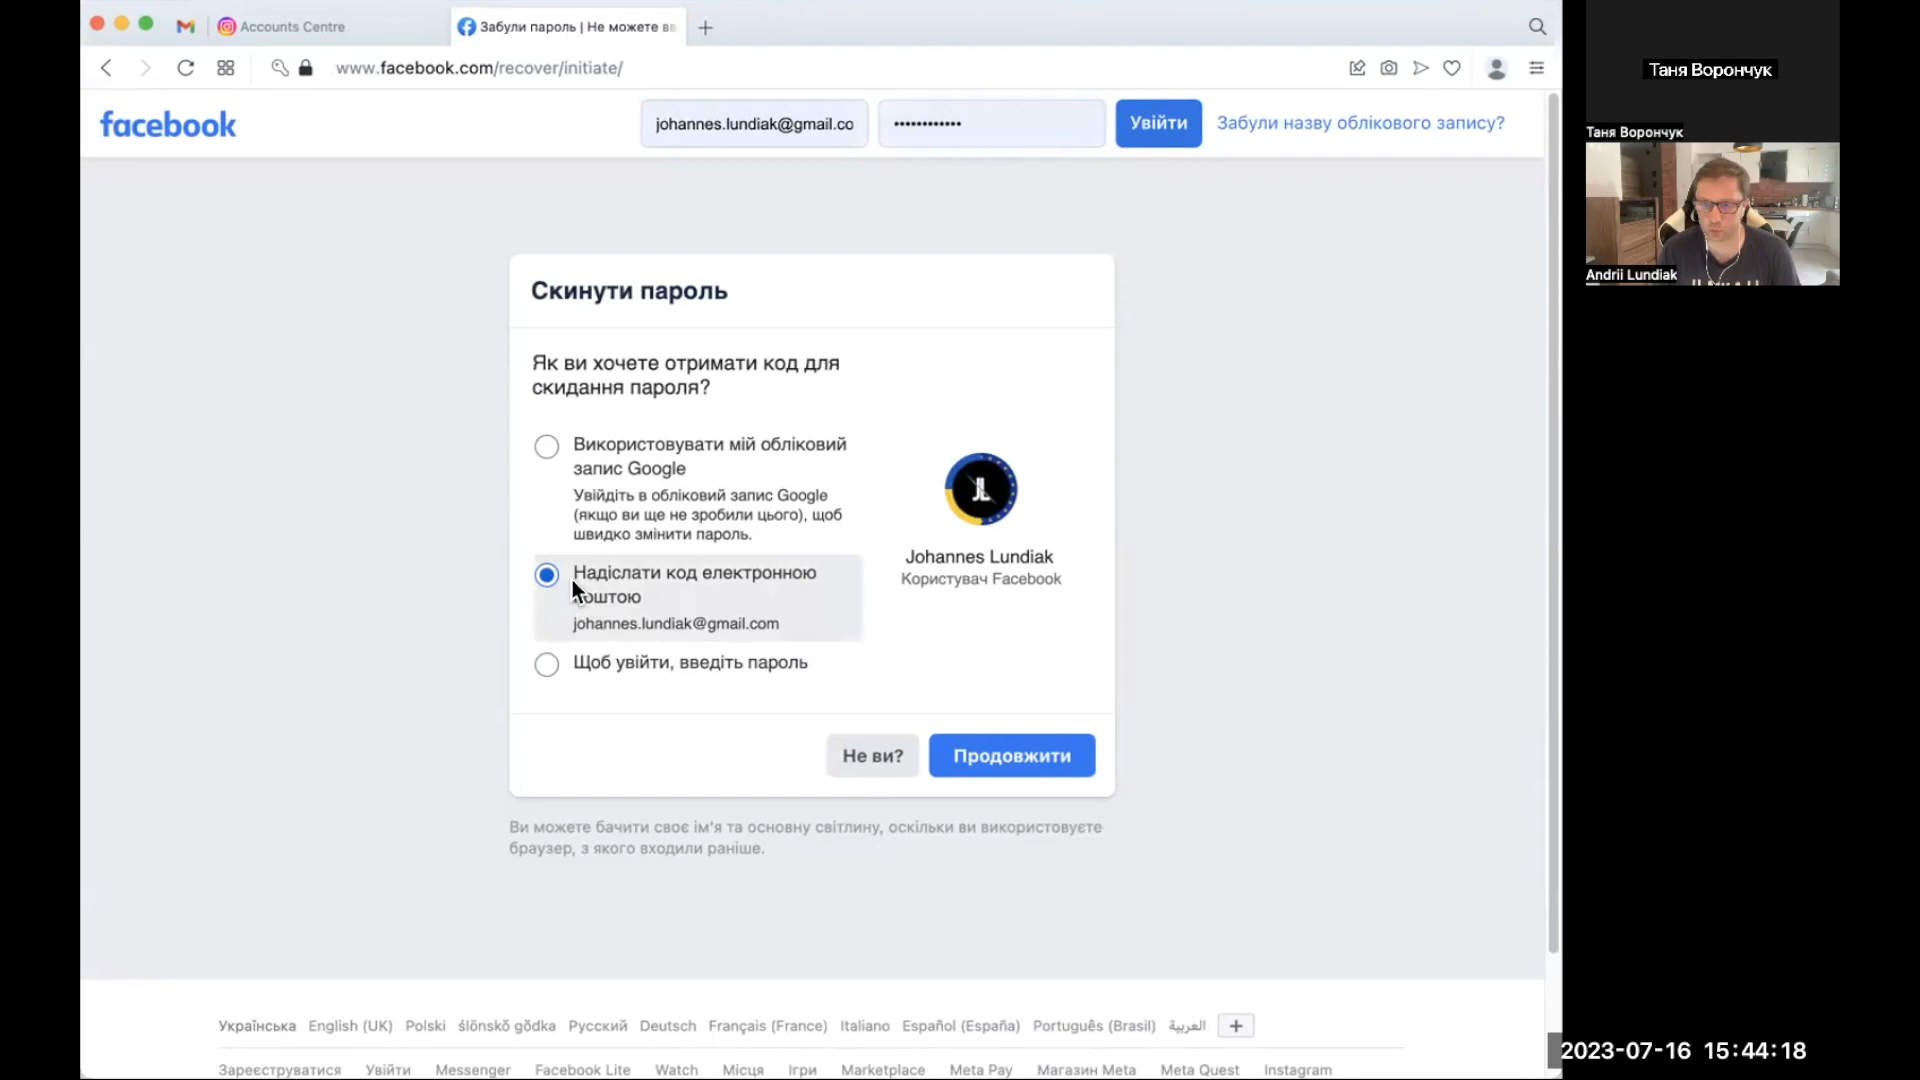 Accounts Centre
Забули пароль | Не можете вв
www.facebook.com/recover/initiate/
Таня Ворончук
facebook
johannes.lundiak@gmail.co
••••••••••••
Увійти
Забули назву облікового запису?
Таня Ворончук
Andrii Lundiak
Скинути пароль
Як ви хочете отримати код для
скидання пароля?
Використовувати мій обліковий
запис Google
Увійдіть в обліковий запис Google
(якщо ви ще не зробили цього), щоб
швидко змінити пароль.
JL
Надіслати код електронною
оштою
johannes.lundiak@gmail.com
Johannes Lundiak
Користувач Facebook
Щоб увійти, введіть пароль
Не ви?
Продовжити
Ви можете бачити своє ім'я та основну світлину, оскільки ви використовуєте
браузер, з якого входили раніше.
Українська English (UK) Polski ślōnskŏ gŏdka Русский Deutsch Français (France) Italiano Español (España) Português (Brasil) العربية +
2023-07-16 15:44:18
Зареєструватися Увійти Messenger Facebook Lite Watch Місця Ігри Marketplace Meta Pay Магазин Meta Meta Quest Instagram